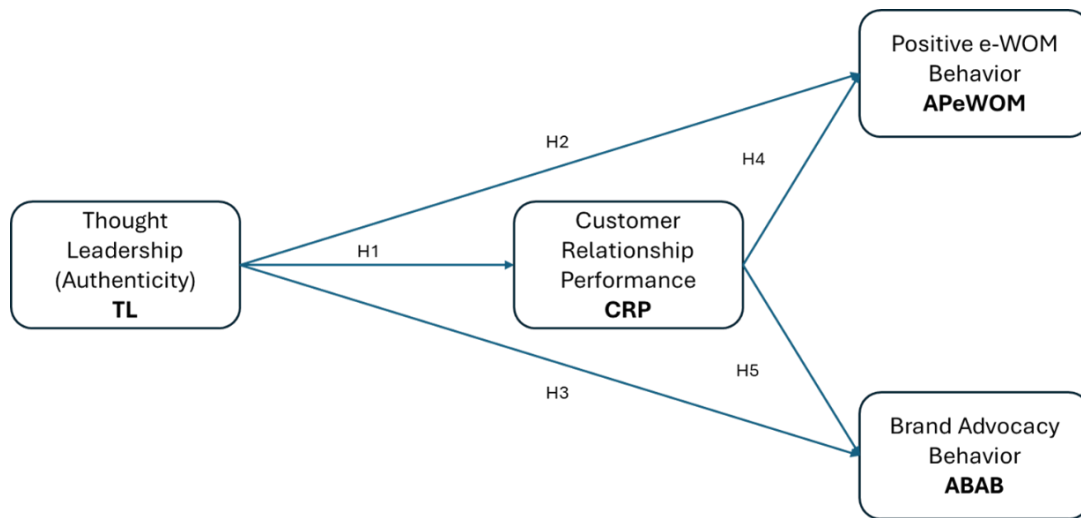 Positive e-WOM
Behavior
APeWOM
H2
H4
Thought
Leadership
(Authenticity)
TL
H1
Customer
Relationship
Performance
CRP
H3
H5
Brand Advocacy
Behavior
ABAB